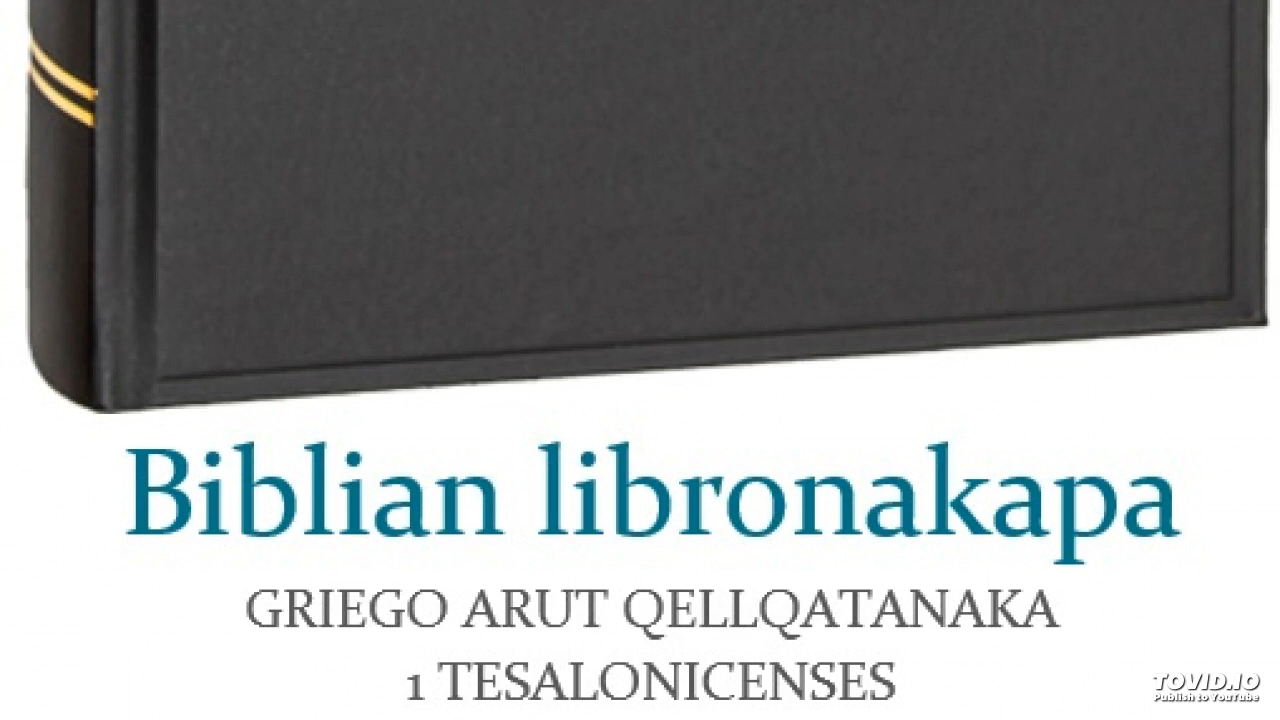 Biblian libronakapa
GRIEGO ARUT QELLQATANAKA
1 TESALONICENSES
TOVID.IO
Publish to YouTube